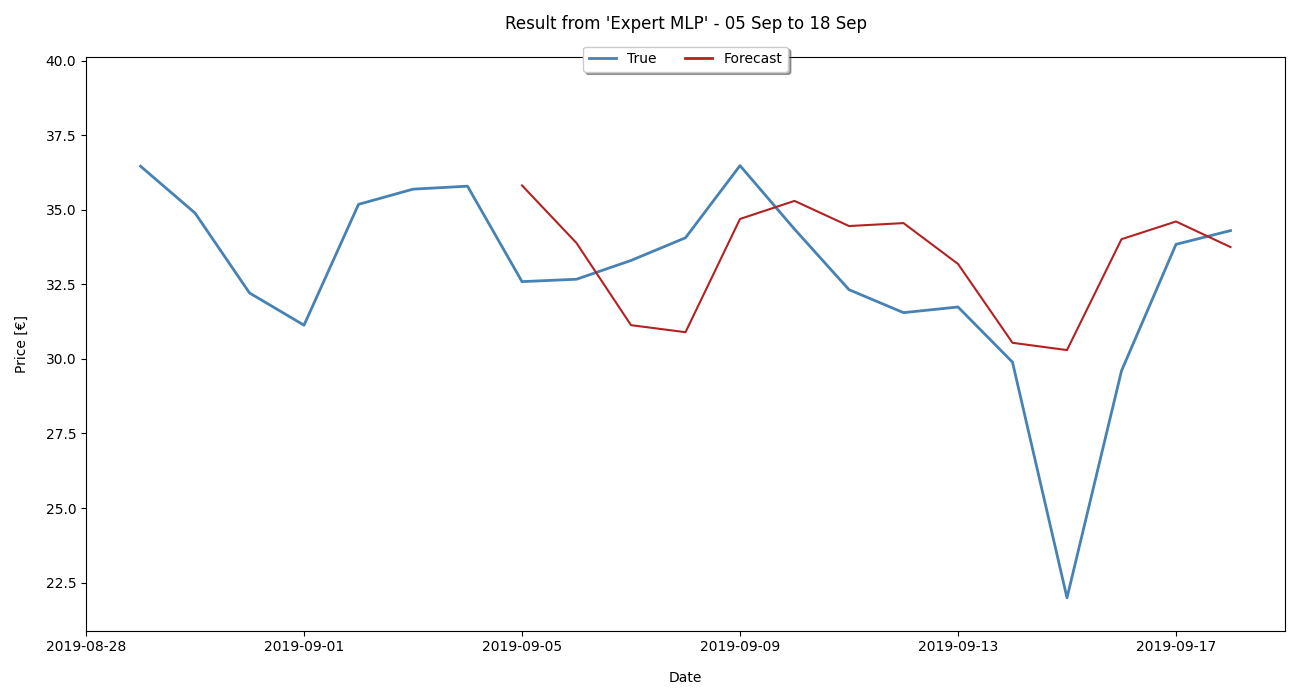 Result from 'Expert MLP' - 05 Sep to 18 Sep
True
Forecast
40.0
37.5
35.0
32.5
30.0
27.5
25.0
22.5
Price [€]
2019-08-28
2019-09-01
2019-09-05
2019-09-09
2019-09-13
2019-09-17
Date